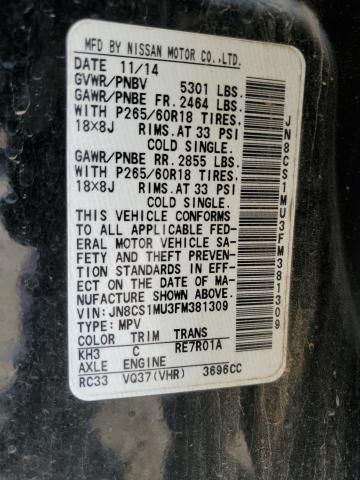 MFD BY NISSAN MOTOR CO.,LTD.
DATE 11/14
GVWR/PNBV 5301 LBS.
GAWR/PNBE FR. 2464 LBS.
WITH P265/60R18 TIRES.
18X8J RIMS.AT 33 PSI
COLD SINGLE.
GAWR/PNBE RR. 2855 LBS.
WITH P265/60R18 TIRES.
18X8J RIMS.AT 33 PSI
COLD SINGLE.
THIS VEHICLE CONFORMS
TO ALL APPLICABLE FED-
ERAL MOTOR VEHICLE SA-
FETY AND THEFT PREVEN-
TION STANDARDS IN EFF-
ECT ON THE DATE OF MA-
NUFACTURE SHOWN ABOVE.
VIN:JN8CS1MU3FM381309
TYPE:MPV
COLOR TRIM TRANS
KH3 C RE7R01A
AXLE ENGINE
RC33 VQ37(VHR) 3696CC
JN8CS1MU3FM381309